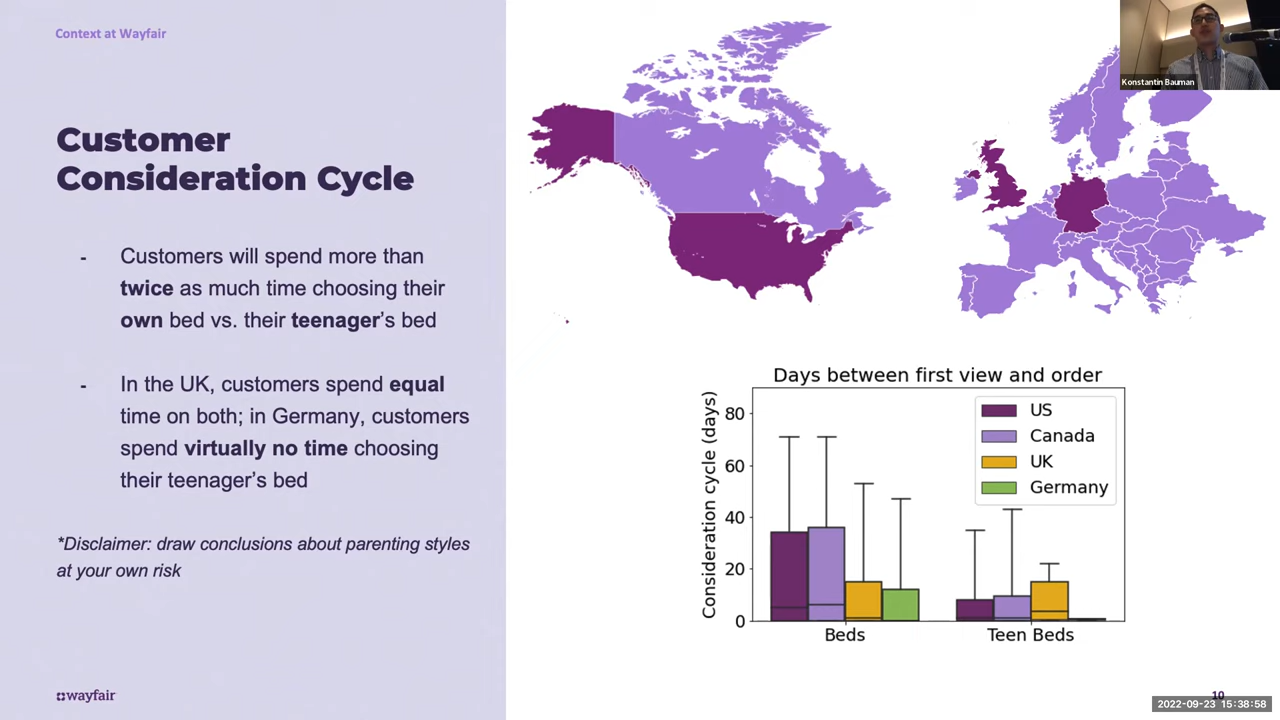 Context at Wayfair
Customer
Consideration Cycle
- Customers will spend more than
twice as much time choosing their
own bed vs. their teenager's bed
- In the UK, customers spend equal
time on both; in Germany, customers
spend virtually no time choosing
their teenager's bed
*Disclaimer: draw conclusions about parenting styles
at your own risk
wayfair
Konstantin Bauman
Days between first view and order
Consideration cycle (days)
80
60
40
20
0
US
Canada
UK
Germany
Beds
Teen Beds
10
2022-09-23 15:38:58